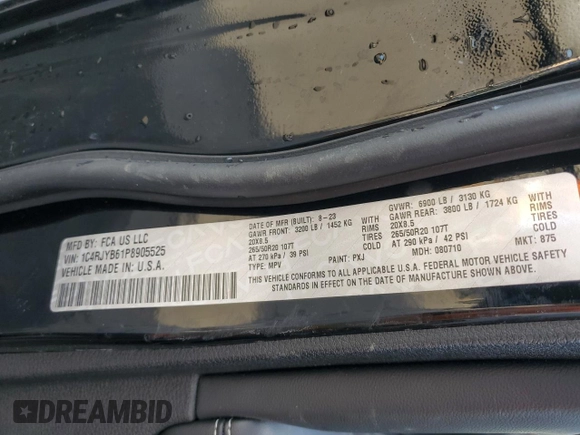 MFD BY: FCA US LLC
VIN: 1C4RJYB61P8905525
VEHICLE MADE IN: U.S.A.
DATE OF MFR (BUILT): 8-23
GAWR FRONT: 3200 LB / 1452 KG
WITH
20X8.5
RIMS
TIRES
265/50R20 107T
AT 270 kPa / 39 PSI
COLD
TYPE: MPV
PAINT: PXJ
GVWR: 6900 LB / 3130 KG
GAWR REAR: 3800 LB / 1724 KG
WITH
20X8.5
RIMS
TIRES
265/50R20 107T
AT 290 kPa / 42 PSI
COLD
MDH: 080710
MKT: 875
THIS VEHICLE CONFORMS TO ALL APPLICABLE U.S.A. FEDERAL MOTOR VEHICLE SAFETY
STANDARDS IN EFFECT ON THE DATE OF MANUFACTURE SHOWN ABOVE.
DREAMBID